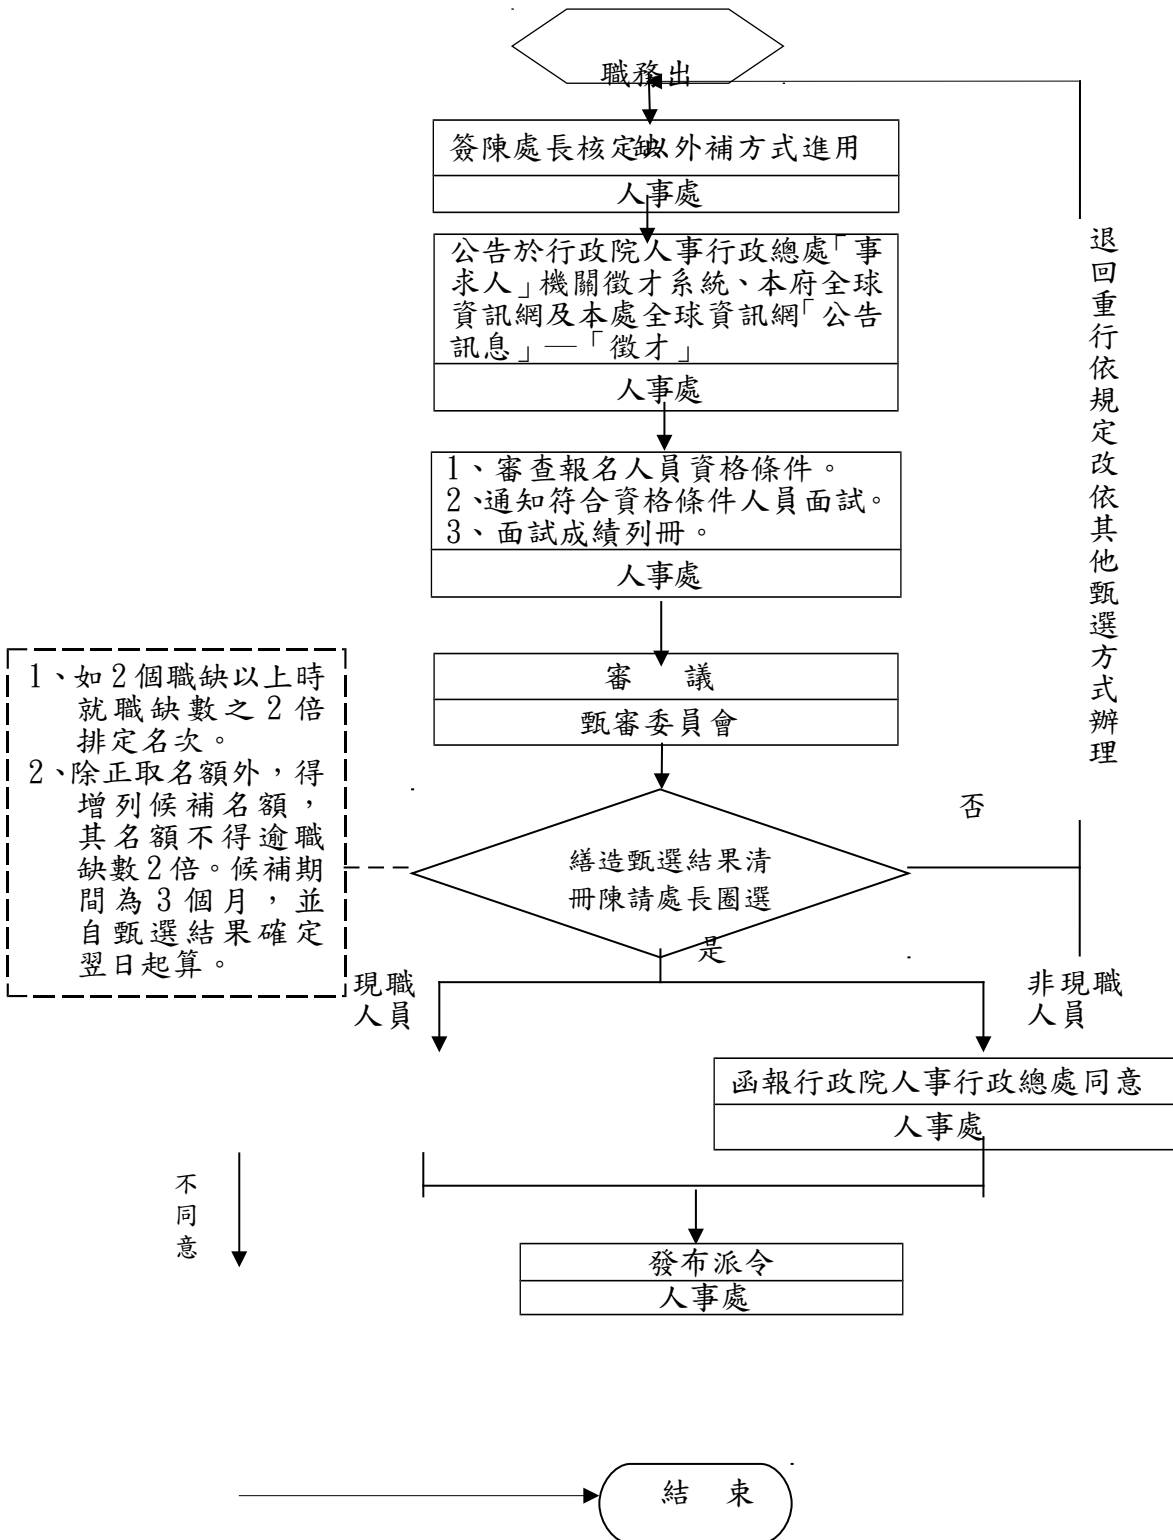 職務出
缺
簽陳處長核定以外補方式進用
人事處
公告於行政院人事行政總處「事
求人」機關徵才系統、本府全球
資訊網及本處全球資訊網「公告
訊息」—「徵才」
人事處
1、審查報名人員資格條件。
2、通知符合資格條件人員面試。
3、面試成績列冊。
人事處
審 議
甄審委員會
1、如2個職缺以上時
就職缺數之2倍
排定名次。
2、除正取名額外，得
增列候補名額，
其名額不得逾職
缺數2倍。候補期
間為3個月，並
自甄選結果確定
翌日起算。
繕造甄選結果清
冊陳請處長圈選
否
退回重行依規定改依其他甄選方式辦理
是
現職
人員
非現職
人員
函報行政院人事行政總處同意
人事處
不同意
發布派令
人事處
結 束